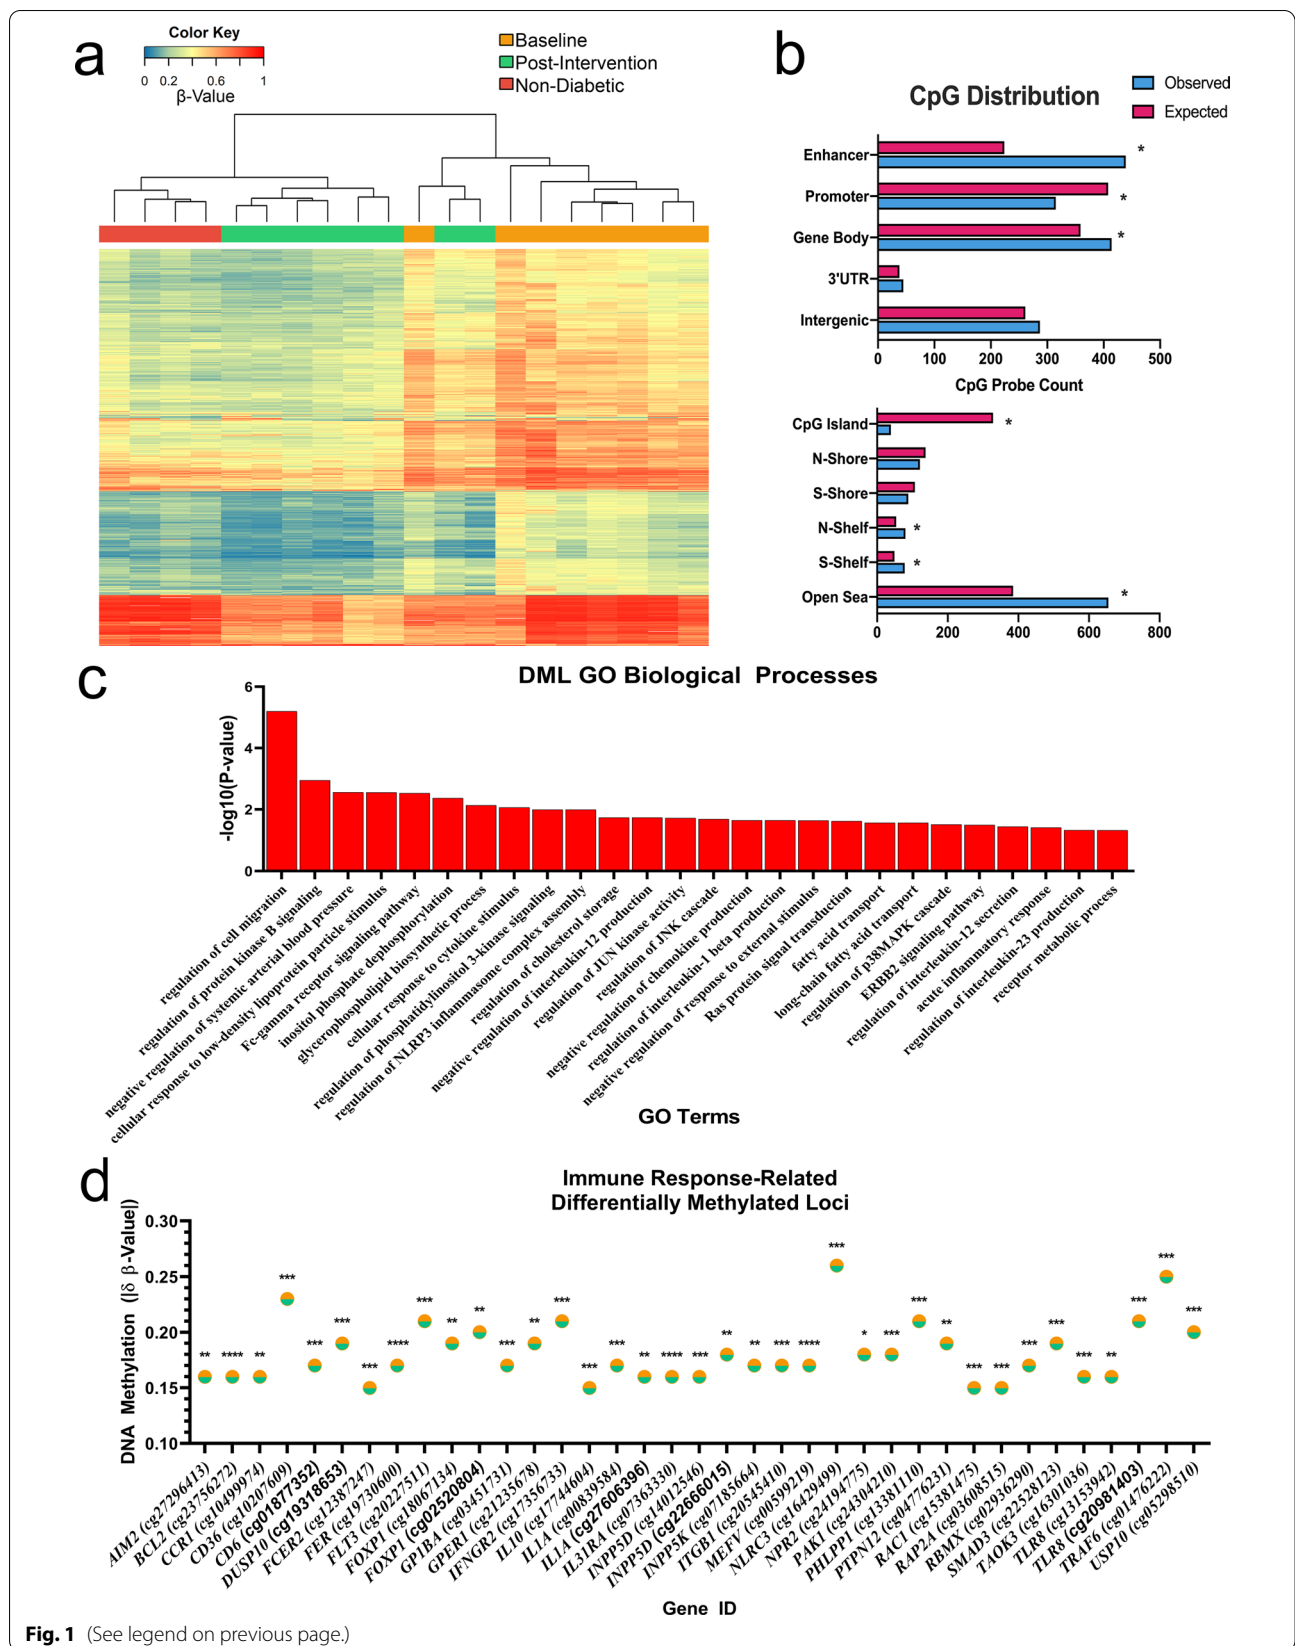 a
Color Key
0 0.2 0.6 1
β-Value
Baseline
Post-Intervention
Non-Diabetic
b
CpG Distribution
Observed
Expected
Enhancer
*
Promoter
*
Gene Body
*
3'UTR
Intergenic
0 100 200 300 400 500
CpG Probe Count
CpG Island
*
N-Shore
S-Shore
N-Shelf
*
S-Shelf
*
Open Sea
*
0 200 400 600 800
c
DML GO Biological Processes
-log10(P-value)
6
4
2
0
regulation of cell migration
regulation of protein kinase B signaling
negative regulation of systemic arterial blood pressure
cellular response to low-density lipoprotein particle stimulus
Fc-gamma receptor signaling pathway
inositol phosphate dephosphorylation
glycerophospholipid biosynthetic process
cellular response to cytokine stimulus
regulation of phosphatidylinositol 3-kinase signaling
regulation of NLRP3 inflammasome complex assembly
regulation of cholesterol storage
negative regulation of interleukin-12 production
regulation of JUN kinase activity
regulation of JNK cascade
negative regulation of chemokine production
regulation of interleukin-1 beta production
negative regulation of response to external stimulus
Ras protein signal transduction
fatty acid transport
long-chain fatty acid transport
regulation of p38MAPK cascade
ERBB2 signaling pathway
regulation of interleukin-12 secretion
acute inflammatory response
regulation of interleukin-23 production
receptor metabolic process
GO Terms
d
Immune Response-Related
Differentially Methylated Loci
DNA Methylation (|δ β-Value|)
0.30
0.25
0.20
0.15
0.10
** **** ** *** *** *** *** **** *** ** ** *** ** *** *** *** ** **** *** ** ** *** **** *** * *** *** ** *** *** *** *** *** ** *** *** ***
AIM2 (cg27296413)
BCL2 (cg23756272)
CCR1 (cg11049974)
CD36 (cg10207609)
CD6 (cg01877352)
DUSP10 (cg19318653)
FCER2 (cg12387247)
FER (cg19730600)
FLT3 (cg20227511)
FOXP1 (cg18067134)
FOXP1 (cg02520804)
GP1BA (cg03451731)
GPER1 (cg21235678)
IFNGR2 (cg17356733)
IL10 (cg17744604)
IL1A (cg00839584)
IL1A (cg27606396)
IL31RA (cg07363330)
INPP5D (cg14012546)
INPP5D (cg22666015)
INPP5K (cg07185664)
ITGB1 (cg20545410)
MEFV (cg00599219)
NLRC3 (cg16429499)
NPR2 (cg24194775)
PAK1 (cg24304210)
PHLPP1 (cg13381110)
PTPN12 (cg04776231)
RAC1 (cg15381475)
RAP2A (cg03608515)
RBMX (cg02936290)
SMAD3 (cg22528123)
TAOK3 (cg16301036)
TLR8 (cg13153942)
TLR8 (cg20981403)
TRAF6 (cg01476222)
USP10 (cg05298510)
Gene ID
Fig. 1 (See legend on previous page.)